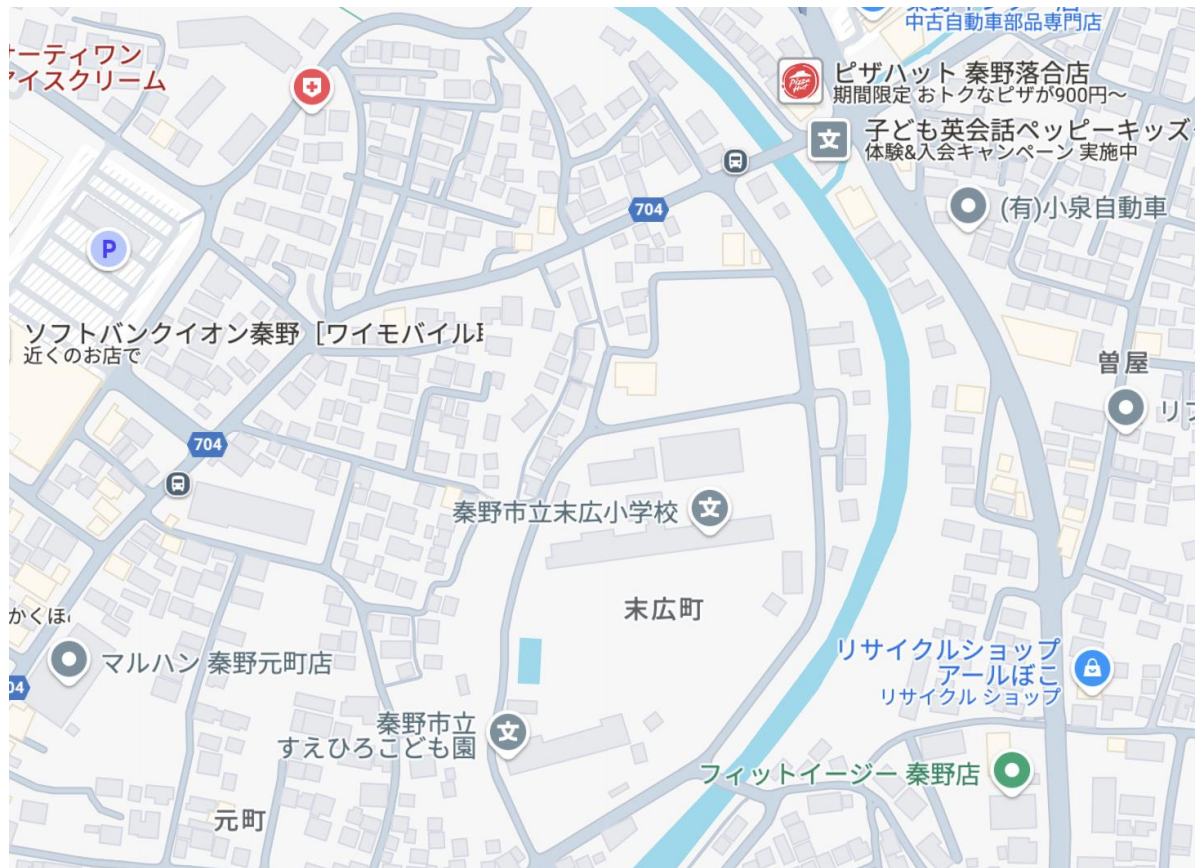 中古自動車部品専門店
ーティワン
アイスクリーム
ピザハット 秦野落合店
期間限定 おトクなピザが900円～
子ども英会話ペッピーキッズ
体験&入会キャンペーン 実施中
704
(有)小泉自動車
P
ソフトバンクイオン秦野［ワイモバイル
近くのお店で
曽屋
リフ
704
秦野市立末広小学校
文
末広町
かくほ
マルハン 秦野元町店
04
リサイクルショップ
アールぽこ
リサイクル ショップ
秦野市立
すえひろこども園
文
フィットイージー 秦野店
元町